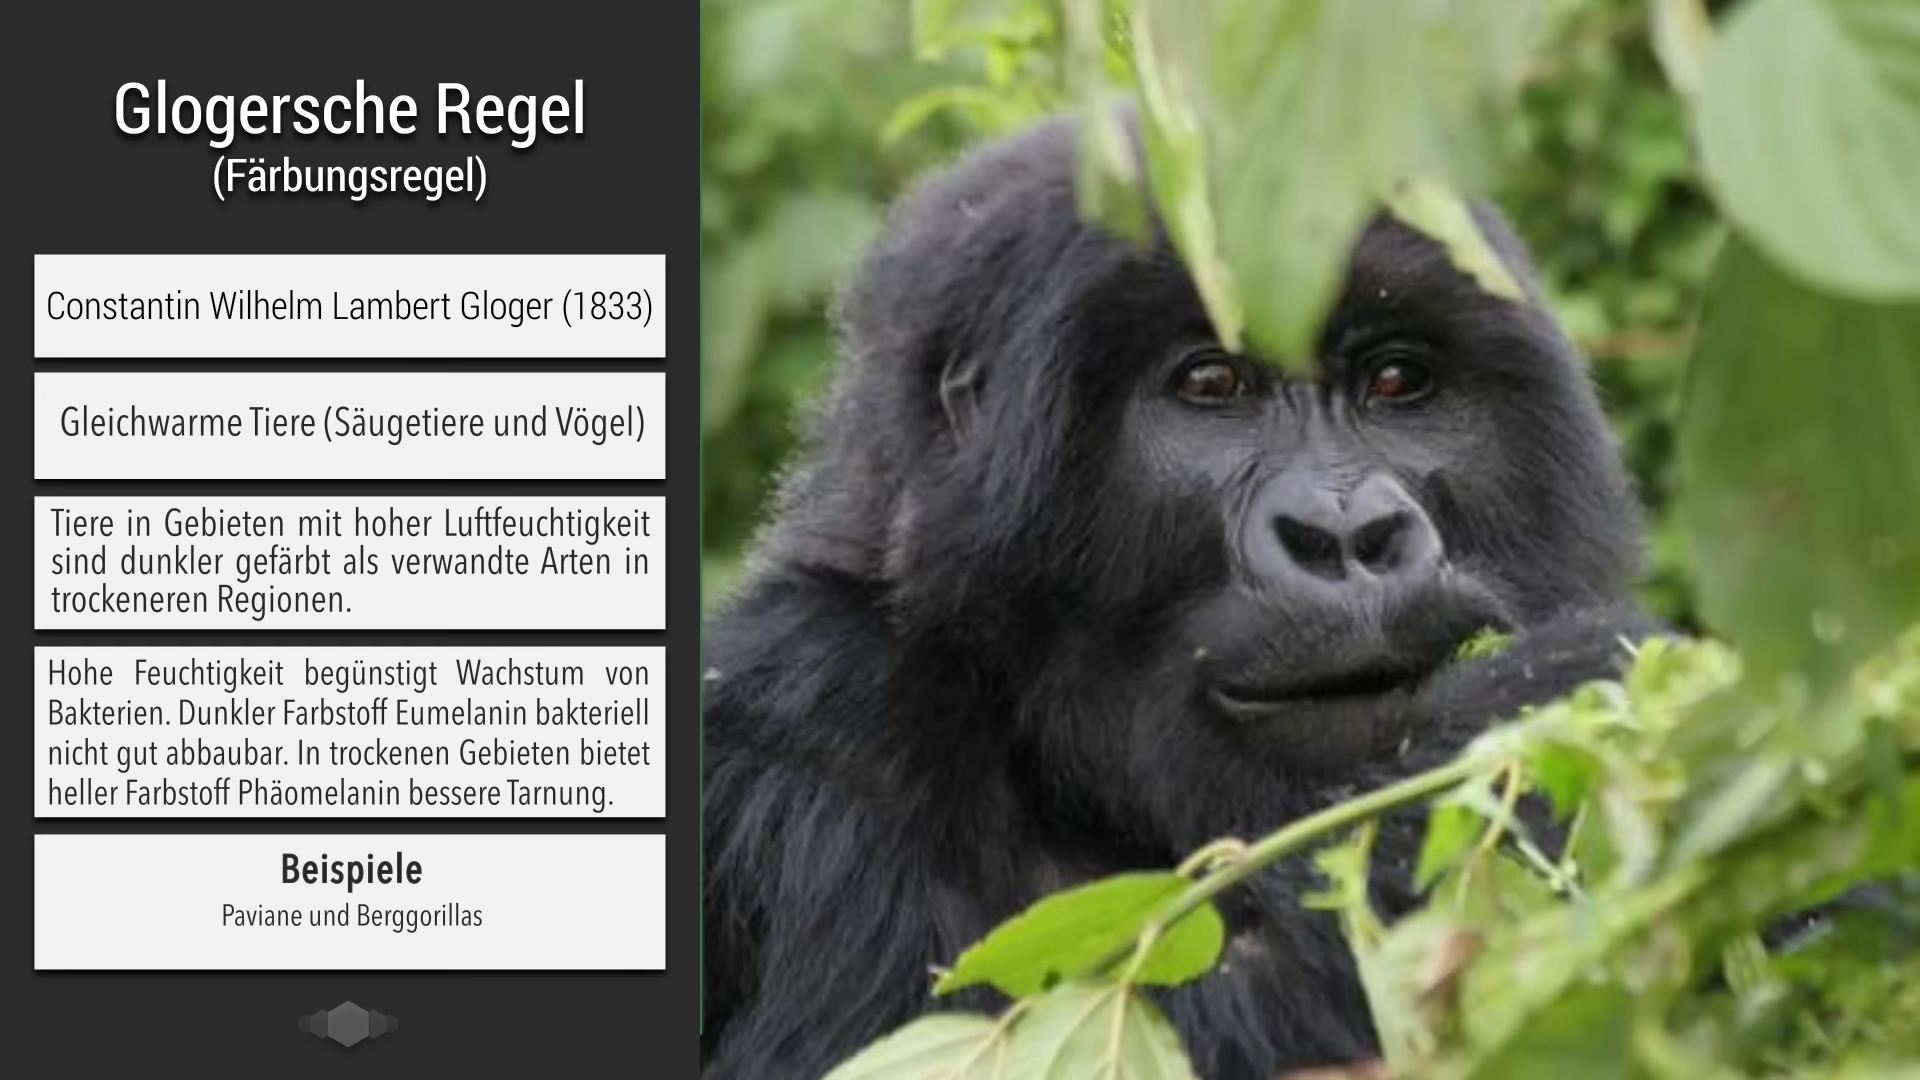 Glogersche Regel
(Färbungsregel)
Constantin Wilhelm Lambert Gloger (1833)
Gleichwarme Tiere (Säugetiere und Vögel)
Tiere in Gebieten mit hoher Luftfeuchtigkeit
sind dunkler gefärbt als verwandte Arten in
trockeneren Regionen.
Hohe Feuchtigkeit begünstigt Wachstum von
Bakterien. Dunkler Farbstoff Eumelanin bakteriell
nicht gut abbaubar. In trockenen Gebieten bietet
heller Farbstoff Phäomelanin bessere Tarnung.
Beispiele
Paviane und Berggorillas